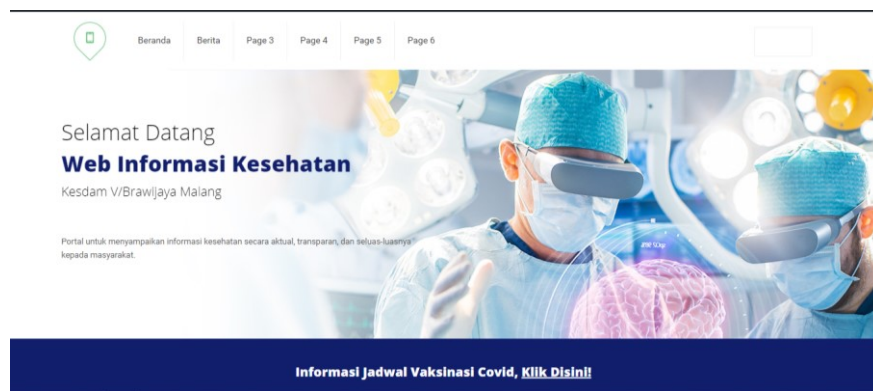 Beranda Berita Page 3 Page 4 Page 5 Page 6
Selamat Datang
Web Informasi Kesehatan
Kesdam V/Brawijaya Malang
Portal untuk menyampaikan informasi kesehatan secara aktual, transparan, dan seluas-luasnya
kepada masyarakat.
Informasi Jadwal Vaksinasi Covid, Klik Disini!